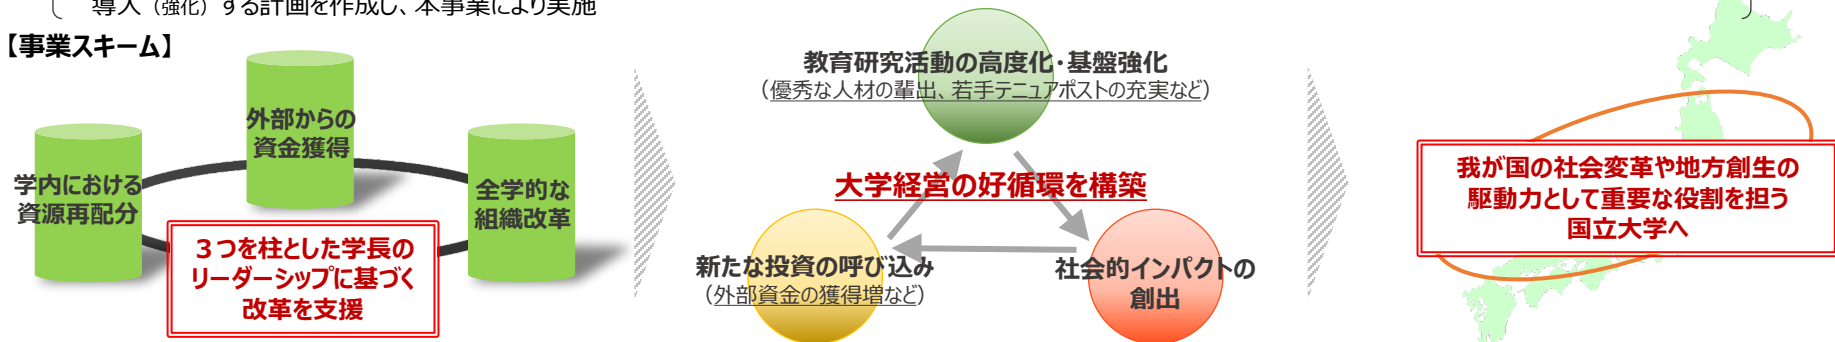 導入（強化）する計画を作成し、本事業により実施
【事業スキーム】
外部からの
資金獲得
学内における
資源再配分
全学的な
組織改革
３つを柱とした学長の
リーダーシップに基づく
改革を支援
教育研究活動の高度化・基盤強化
（優秀な人材の輩出、若手テニュアポストの充実など）
大学経営の好循環を構築
新たな投資の呼び込み
（外部資金の獲得増など）
社会的インパクトの
創出
我が国の社会変革や地方創生の
駆動力として重要な役割を担う
国立大学へ